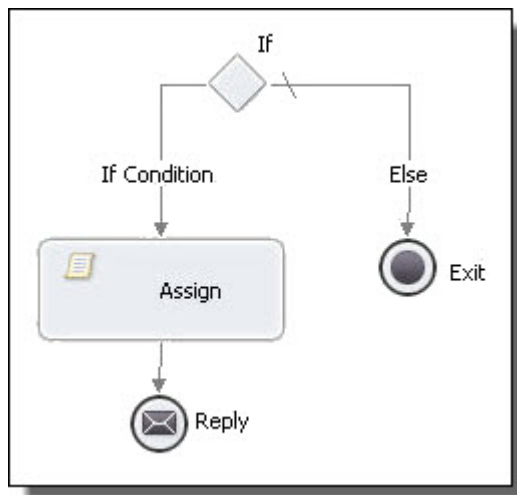 If
If Condition
Else
Assign
Exit
Reply